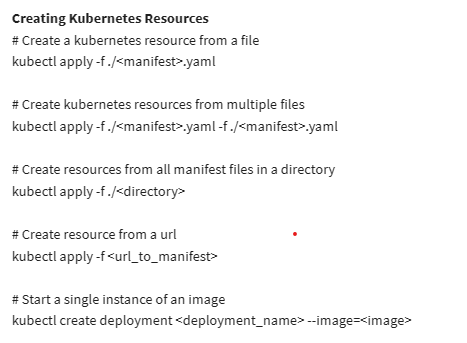 Creating Kubernetes Resources
# Create a kubernetes resource from a file
kubectl apply -f ./<manifest>.yaml
# Create kubernetes resources from multiple files
kubectl apply -f ./<manifest>.yaml -f ./<manifest>.yaml
# Create resources from all manifest files in a directory
kubectl apply -f ./<directory>
# Create resource from a url
kubectl apply -f <url_to_manifest>
# Start a single instance of an image
kubectl create deployment <deployment_name> --image=<image>